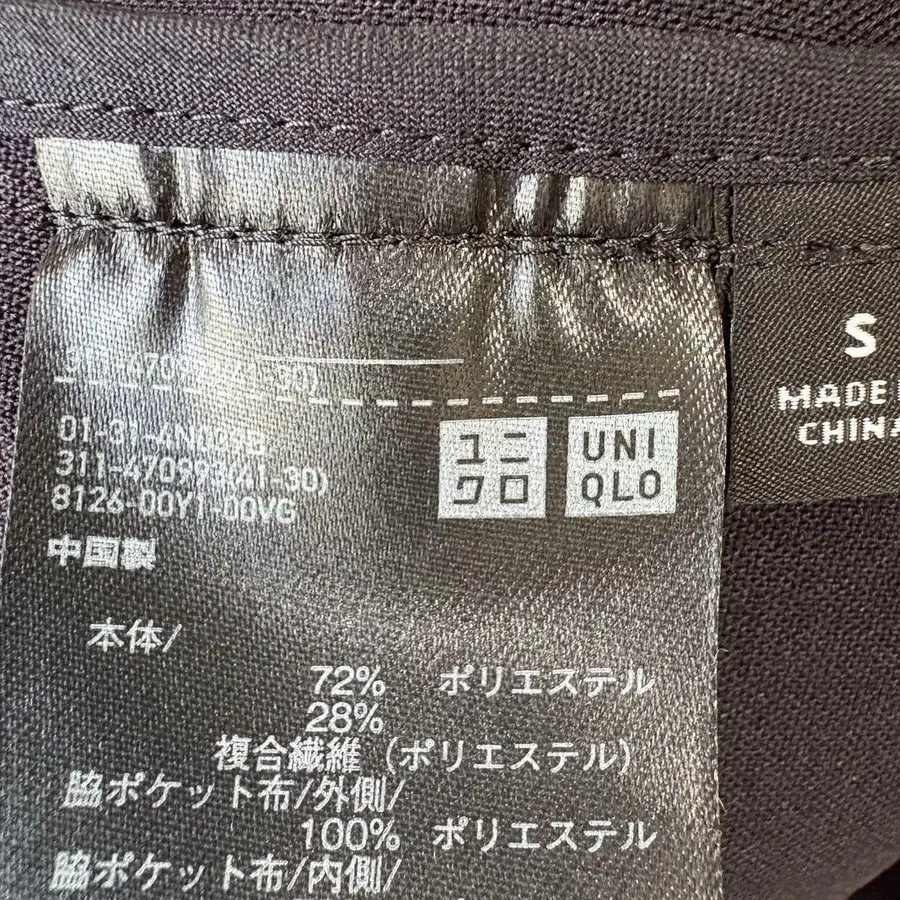 311-470993(41-30)
8126-00Y1-00VG
中国製
ユニ
クロ
UNI
QLO
本体/
72% ポリエステル
28%
複合繊維(ポリエステル)
脇ポケット布/外側/
100% ポリエステル
脇ポケット布/内側/
S
MADE
CHINA